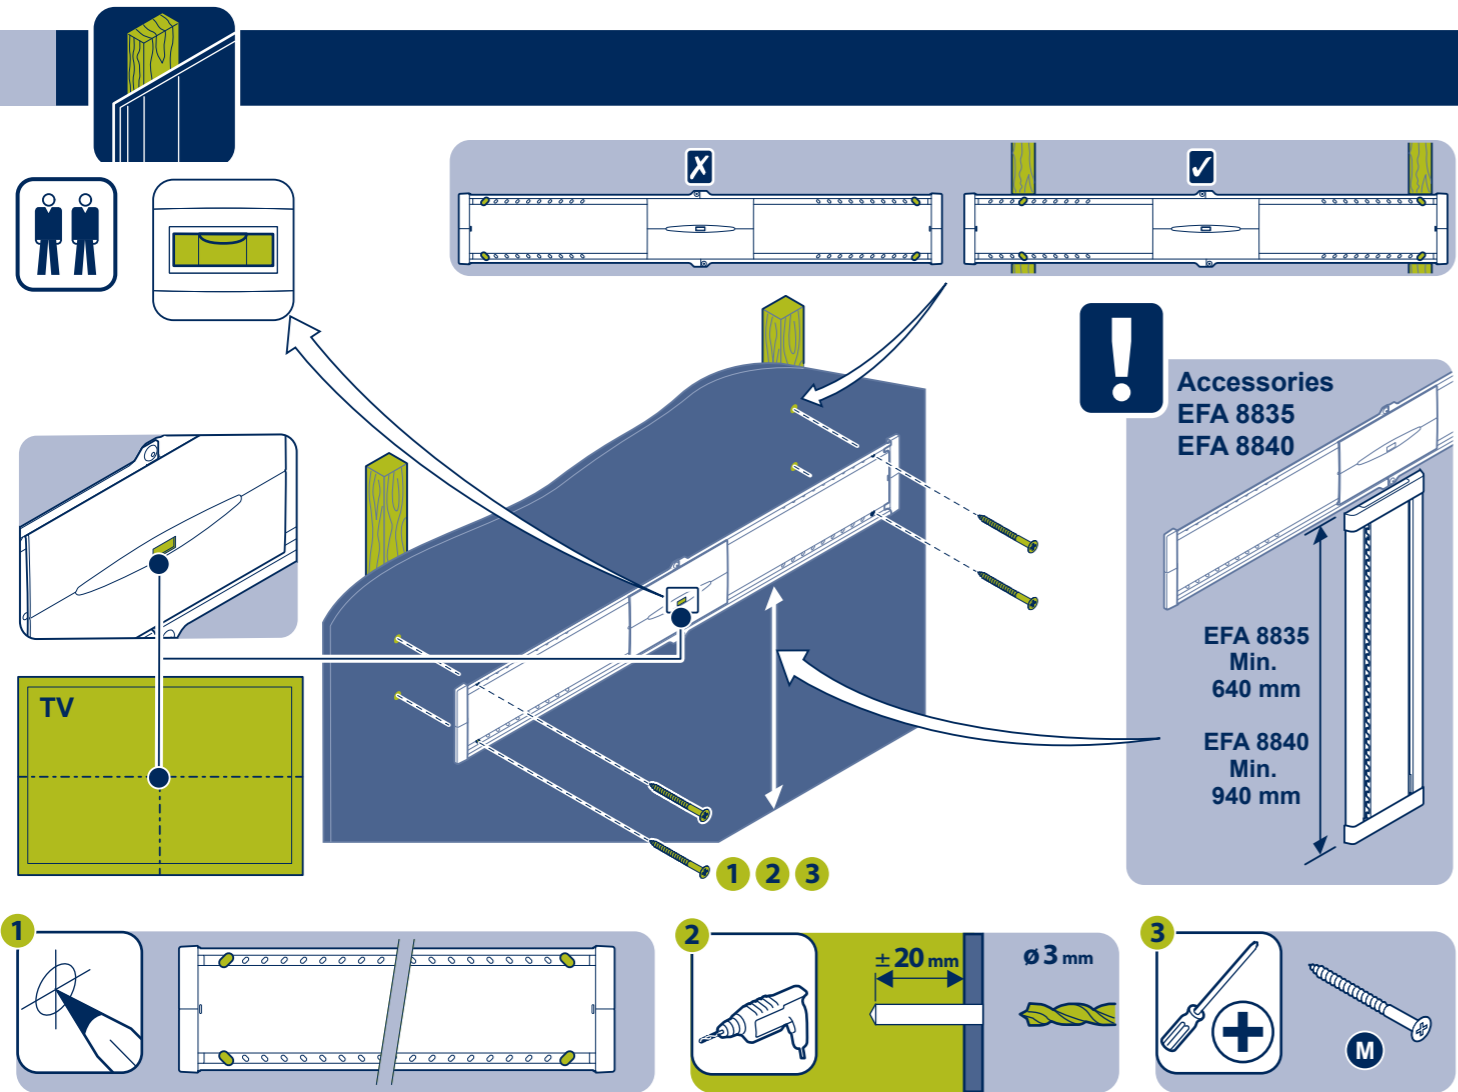 Accessories
EFA 8835
EFA 8840
EFA 8835
Min.
640 mm
EFA 8840
Min.
940 mm
TV
1 2 3
1
2
± 20 mm
ø 3 mm
3
M